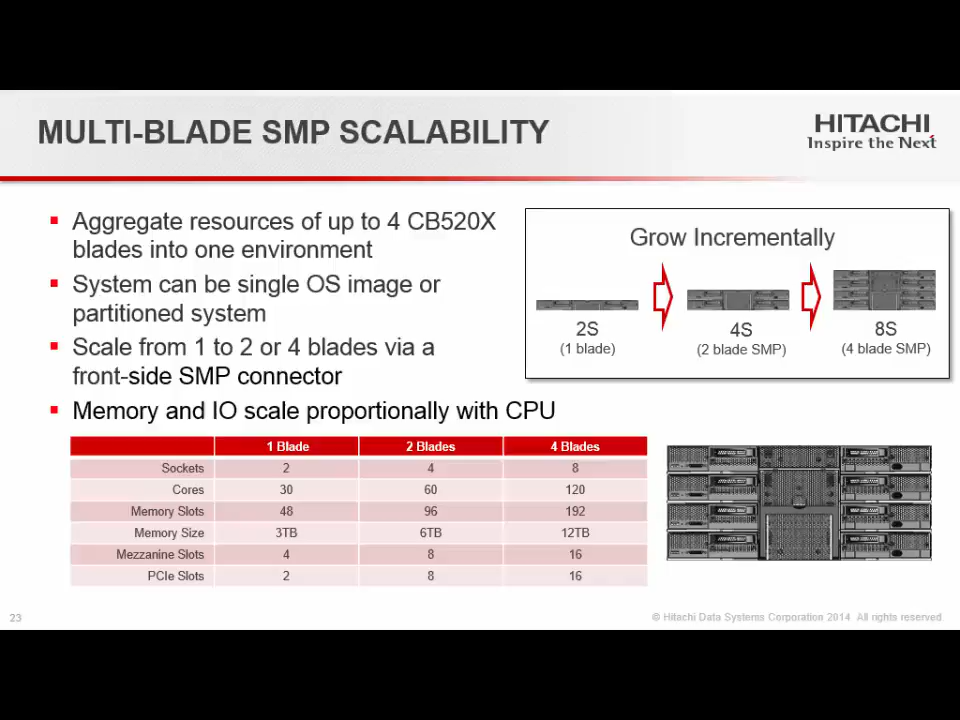 MULTI-BLADE SMP SCALABILITY
HITACHI
Inspire the Next
Aggregate resources of up to 4 CB520X
blades into one environment
System can be single OS image or
partitioned system
Scale from 1 to 2 or 4 blades via a
front-side SMP connector
Memory and IO scale proportionally with CPU
Grow Incrementally
2S 4S 8S
(1 blade) (2 blade SMP) (4 blade SMP)
1 Blade 2 Blades 4 Blades
Sockets 2 4 8
Cores 30 60 120
Memory Slots 48 96 192
Memory Size 3TB 6TB 12TB
Mezzanine Slots 4 8 16
PCIe Slots 2 8 16
23
© Hitachi Data Systems Corporation 2014 All rights reserved